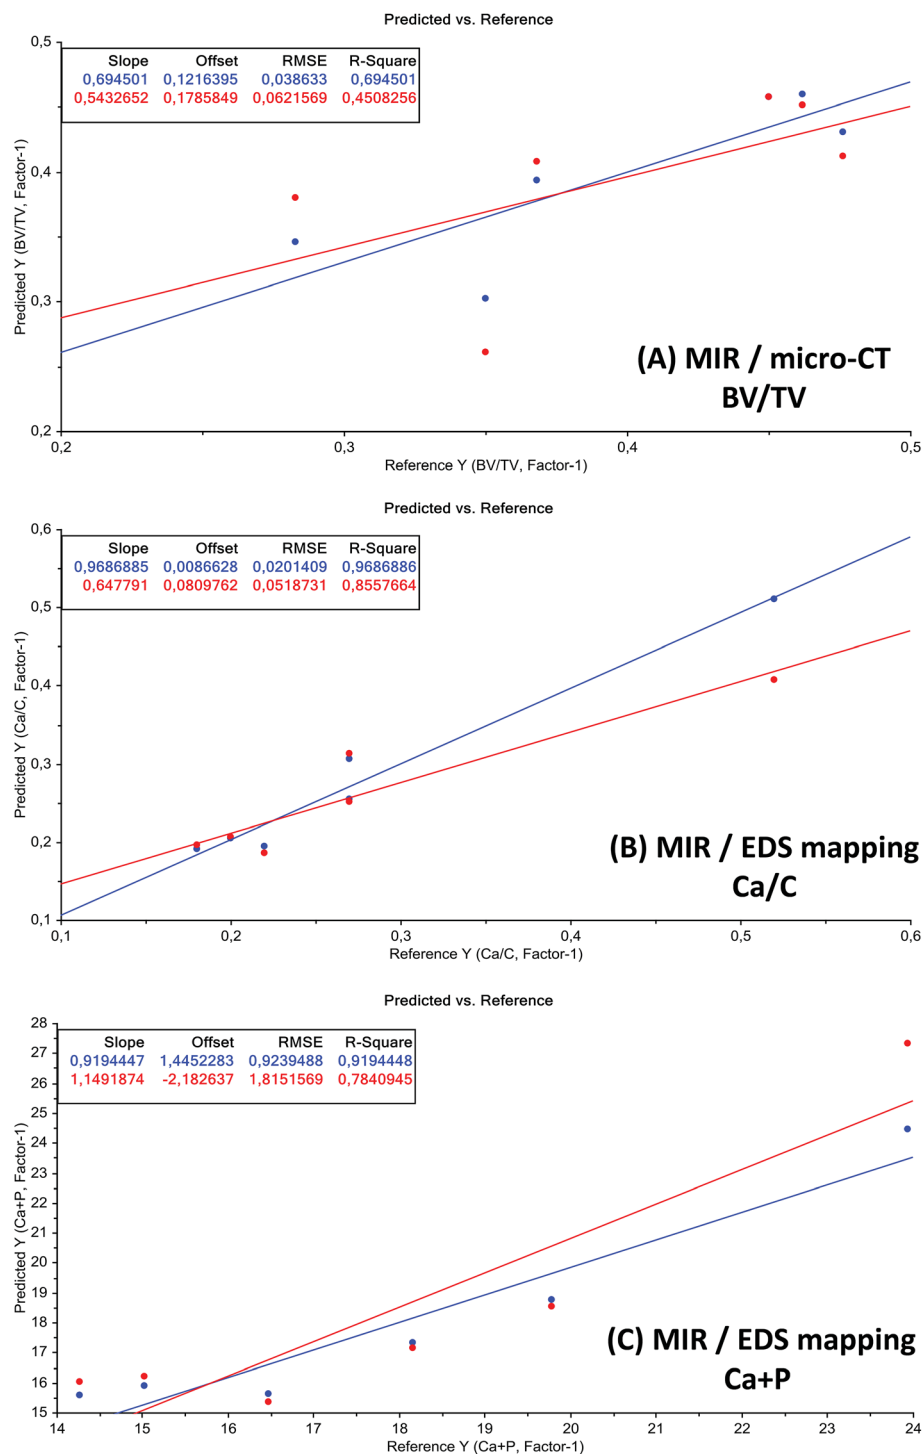 Predicted vs. Reference
0,5
Slope Offset RMSE R-Square
0,694501 0,1216395 0,038633 0,694501
0,5432652 0,1785849 0,0621569 0,4508256
0,4
Predicted Y (BV/TV, Factor-1)
0,3
(A) MIR / micro-CT
BV/TV
0,2
0,2 0,3 0,4 0,5
Reference Y (BV/TV, Factor-1)
Predicted vs. Reference
0,6
Slope Offset RMSE R-Square
0,9686885 0,0086628 0,0201409 0,9686886
0,647791 0,0809762 0,0518731 0,8557664
0,5
Predicted Y (Ca/C, Factor-1)
0,4
0,3
0,2
(B) MIR / EDS mapping
Ca/C
0,1
0,1 0,2 0,3 0,4 0,5 0,6
Reference Y (Ca/C, Factor-1)
Predicted vs. Reference
28
Slope Offset RMSE R-Square
0,9194447 1,4452283 0,9239488 0,9194448
1,1491874 -2,182637 1,8151569 0,7840945
27
26
25
24
23
Predicted Y (Ca+P, Factor-1)
22
21
20
19
18
17
16
15
(C) MIR / EDS mapping
Ca+P
14 15 16 17 18 19 20 21 22 23 24
Reference Y (Ca+P, Factor-1)